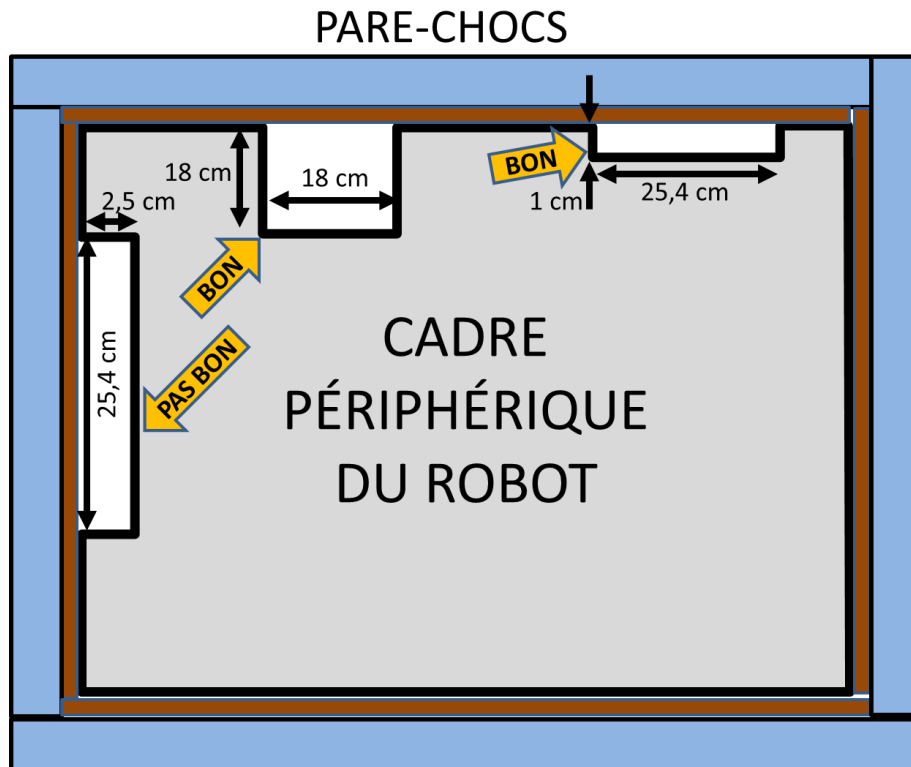 PARE-CHOCS
18 cm
18 cm
2,5 cm
BON
1 cm
25,4 cm
BON
PAS BON
25,4 cm
CADRE
PÉRIPHÉRIQUE
DU ROBOT